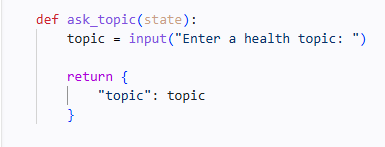 def ask_topic(state):
    topic = input("Enter a health topic: ")

    return {
        "topic": topic
    }